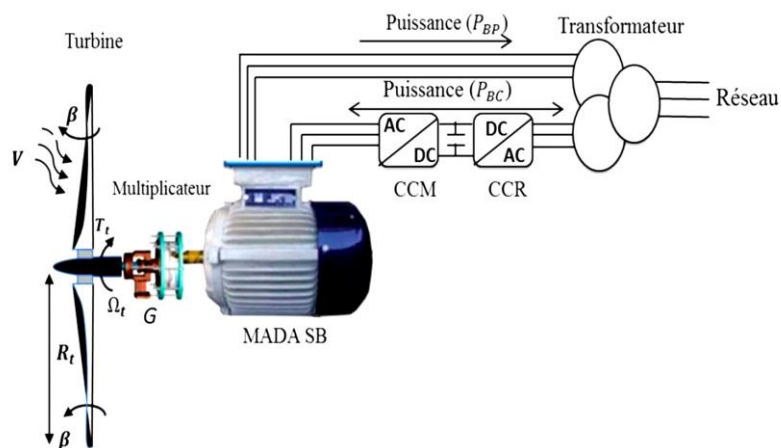 Turbine
Puissance (P_BP)
Transformateur
Puissance (P_BC)
Réseau
β
V
AC
DC
DC
AC
CCM
CCR
Multiplicateur
T_t
Ω_t
G
R_t
MADA SB
β